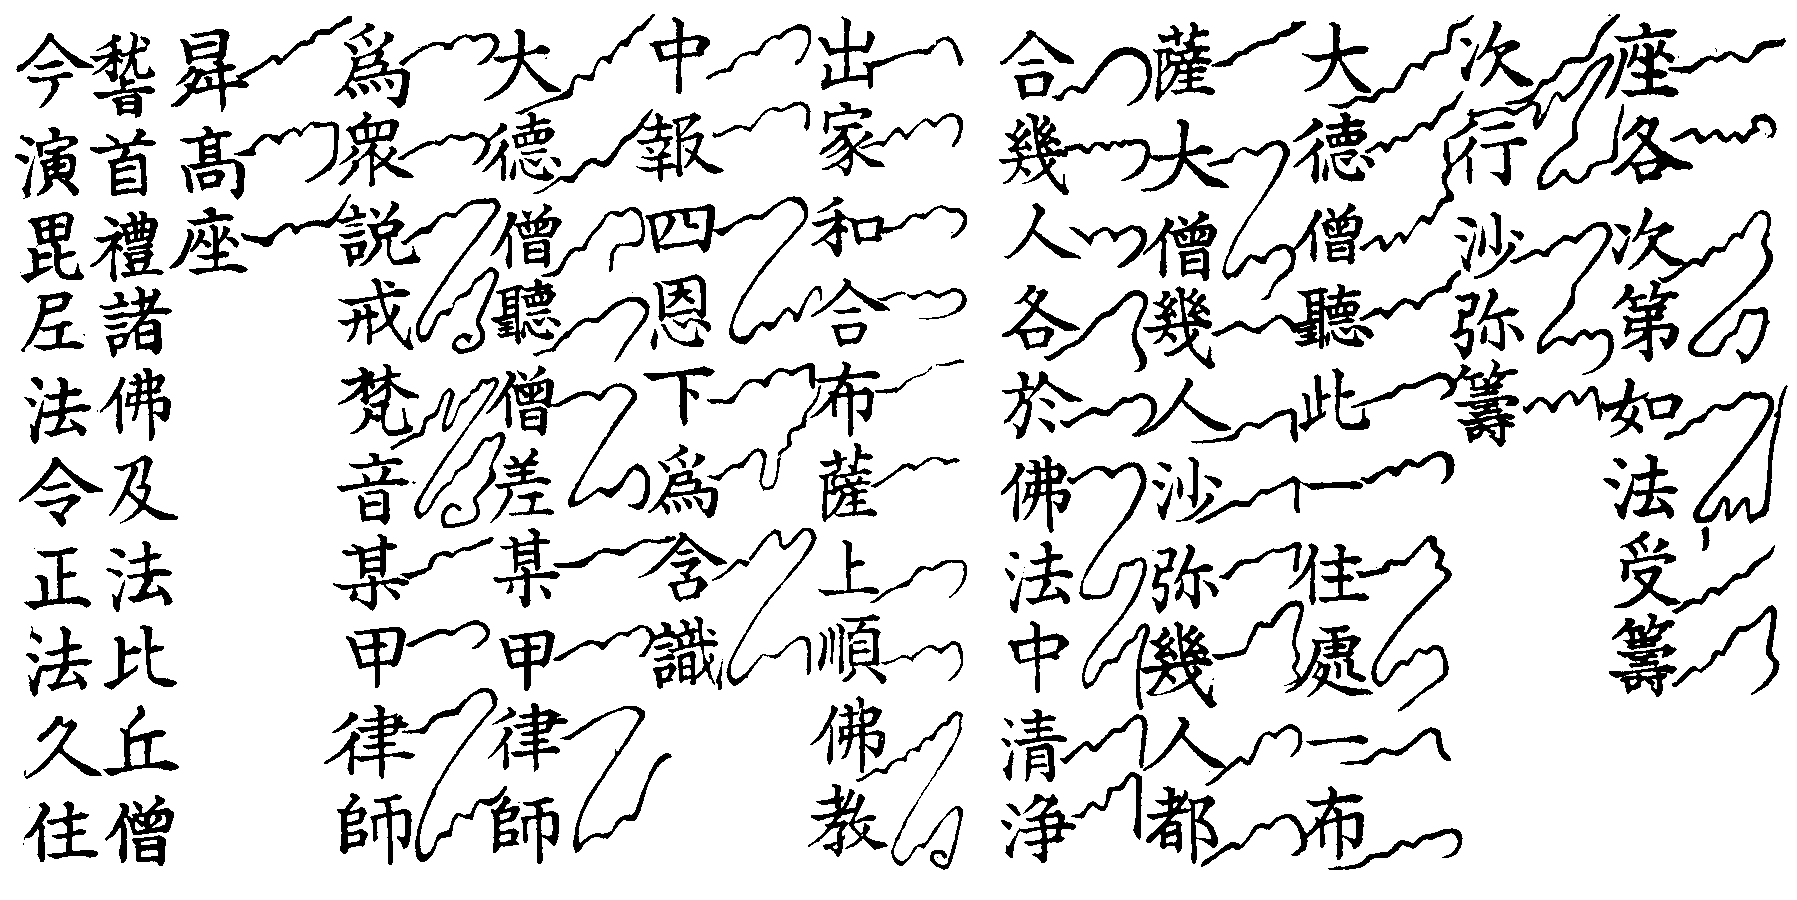 座各次第如法受籌
次行沙弥籌
大德僧聽此一住處一布
薩大僧幾人沙弥幾人都
合幾人各於佛法中清浄
出家和合布薩上順佛教
中報四恩下爲含識
大德僧聽僧差某甲律師
爲衆説戒梵音某甲律師
昇髙座
稽首禮諸佛及法比丘僧
今演毘尼法令正法久住